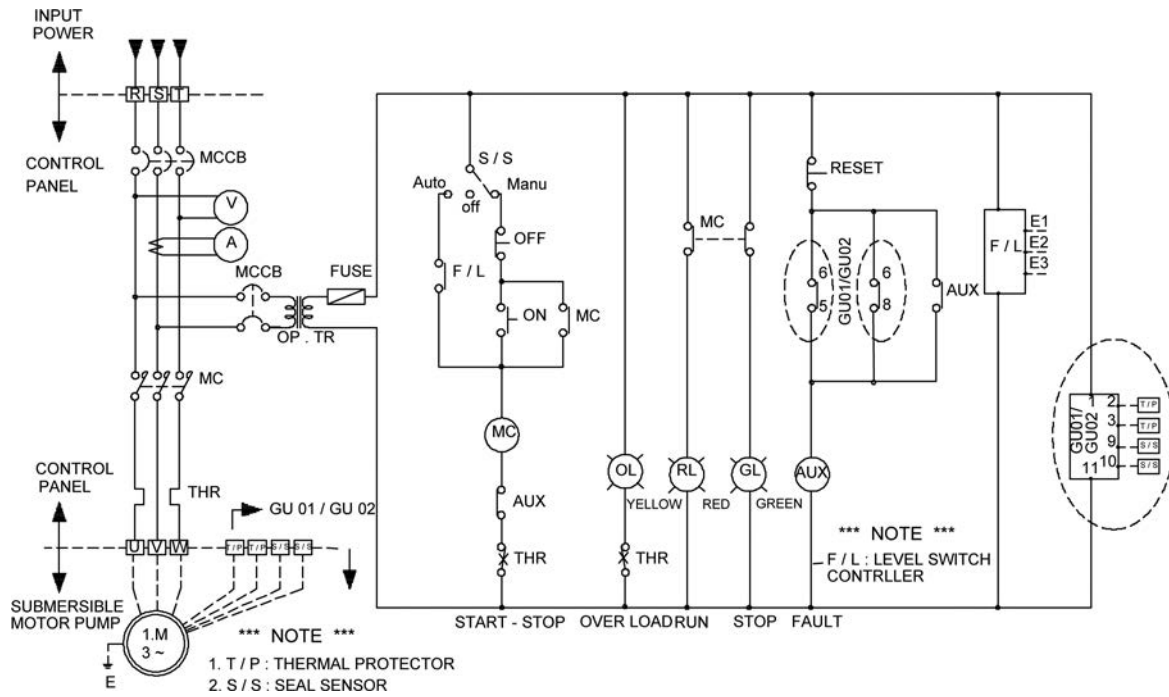 INPUT
POWER
R S T
CONTROL
PANEL
MCCB
V
A
MCCB
FUSE
OP . TR
MC
CONTROL
PANEL
THR
GU 01 / GU 02
U V W
T / P T / P S / S S / S
SUBMERSIBLE
MOTOR PUMP
1.M
3 ~
E
*** NOTE ***
1. T / P : THERMAL PROTECTOR
2. S / S : SEAL SENSOR
S / S
Auto
off
Manu
OFF
F / L
ON
MC
MC
AUX
THR
START - STOP
OL
YELLOW
THR
OVER LOAD
MC
RL
RED
RUN
GL
GREEN
STOP
RESET
6
5
GU01/GU02
6
8
AUX
AUX
FAULT
*** NOTE ***
F / L : LEVEL SWITCH
CONTRLLER
F / L
E1
E2
E3
GU01/
GU02
1 2 T / P
3 T / P
9 S / S
11 10 S / S